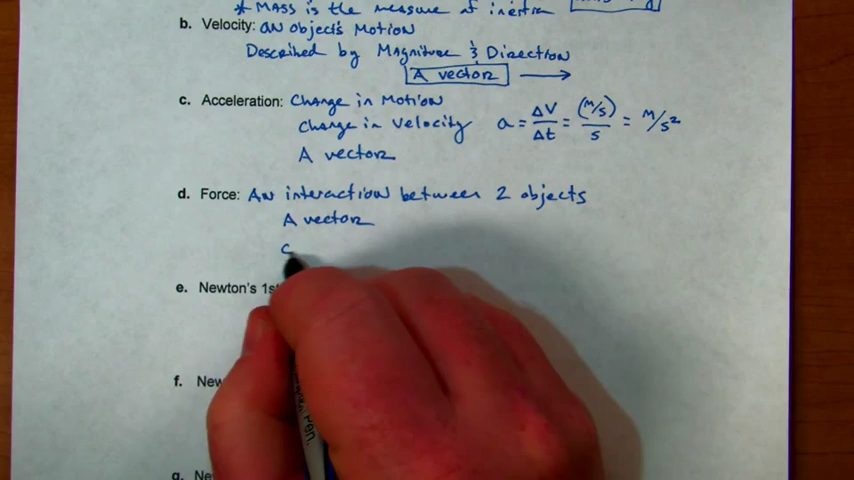 * MASS is the measure of inertia
b. Velocity: an object's Motion
Described by Magnitude & Direction
A vector
c. Acceleration: Change in Motion
Change in Velocity a = ΔV/Δt = (m/s)/s = m/s²
A vector
d. Force: An interaction between 2 objects
A vector
C
e. Newton's 1st
f. New
g. Ne